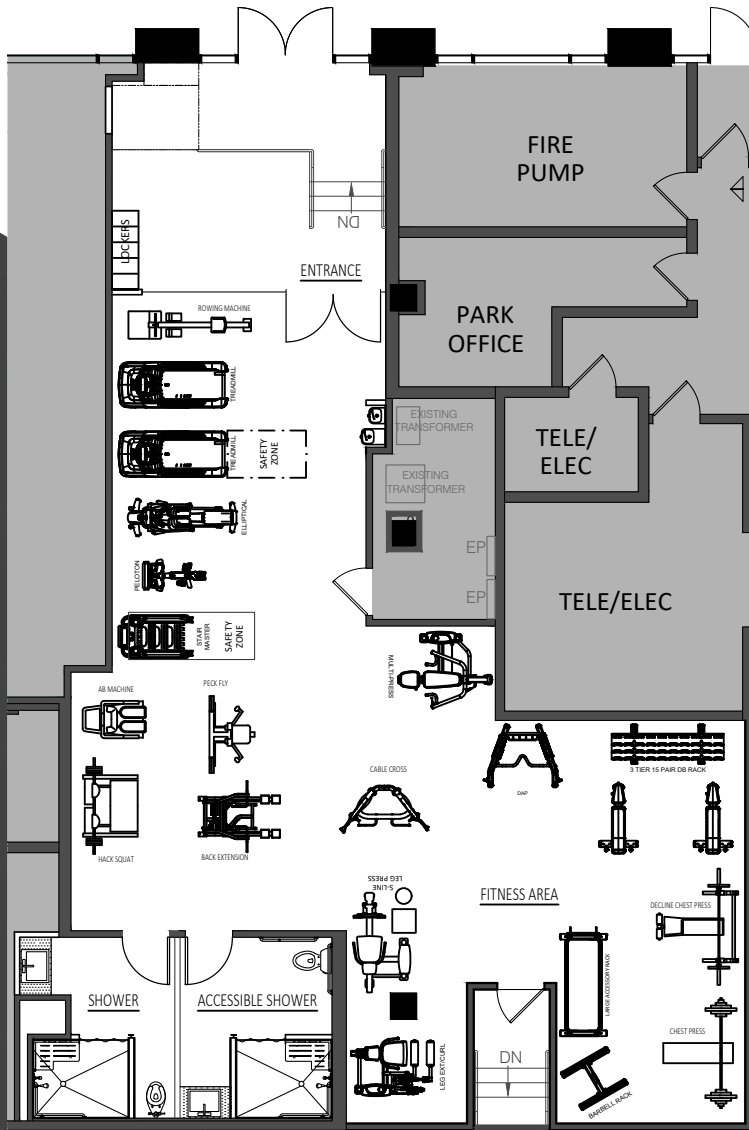 FIRE
PUMP
DN
LOCKERS
ENTRANCE
ROWING MACHINE
PARK
OFFICE
TREADMILL
EXISTING
TRANSFORMER
TELE/
ELEC
TREADMILL
SAFETY
ZONE
EXISTING
TRANSFORMER
ELLIPTICAL
EP
PELOTON
EP
TELE/ELEC
STAIR
MASTER
SAFETY
ZONE
MULTI-PRESS
AB MACHINE
PECK FLY
CABLE CROSS
DAP
3 TIER 15 PAIR DB RACK
HACK SQUAT
BACK EXTENSION
S-LINE
LEG PRESS
FITNESS AREA
DECLINE CHEST PRESS
LARGE ACCESSORY RACK
SHOWER
ACCESSIBLE SHOWER
CHEST PRESS
DN
LEG EXT/CURL
BARBELL RACK